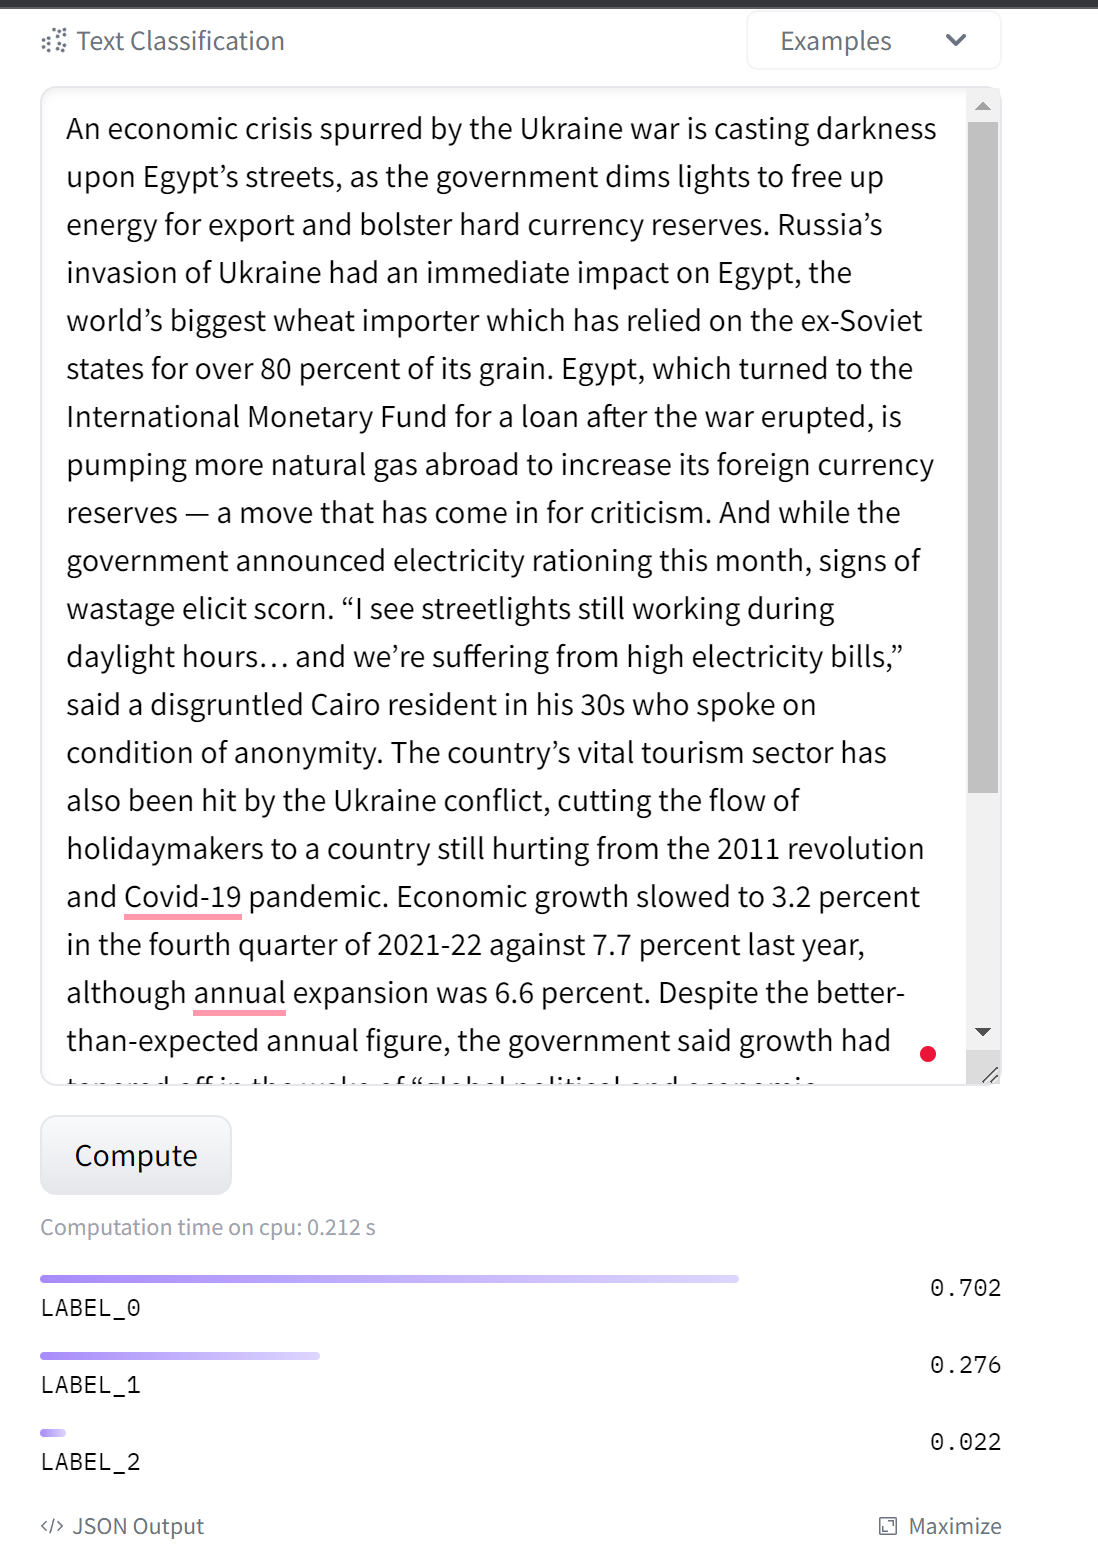 Text Classification
Examples
An economic crisis spurred by the Ukraine war is casting darkness
upon Egypt’s streets, as the government dims lights to free up
energy for export and bolster hard currency reserves. Russia’s
invasion of Ukraine had an immediate impact on Egypt, the
world’s biggest wheat importer which has relied on the ex-Soviet
states for over 80 percent of its grain. Egypt, which turned to the
International Monetary Fund for a loan after the war erupted, is
pumping more natural gas abroad to increase its foreign currency
reserves — a move that has come in for criticism. And while the
government announced electricity rationing this month, signs of
wastage elicit scorn. “I see streetlights still working during
daylight hours… and we’re suffering from high electricity bills,”
said a disgruntled Cairo resident in his 30s who spoke on
condition of anonymity. The country’s vital tourism sector has
also been hit by the Ukraine conflict, cutting the flow of
holidaymakers to a country still hurting from the 2011 revolution
and Covid-19 pandemic. Economic growth slowed to 3.2 percent
in the fourth quarter of 2021-22 against 7.7 percent last year,
although annual expansion was 6.6 percent. Despite the better-
than-expected annual figure, the government said growth had
tapered off in the wake of “global political and economic
Compute
Computation time on cpu: 0.212 s
LABEL_0 0.702
LABEL_1 0.276
LABEL_2 0.022
</> JSON Output
Maximize